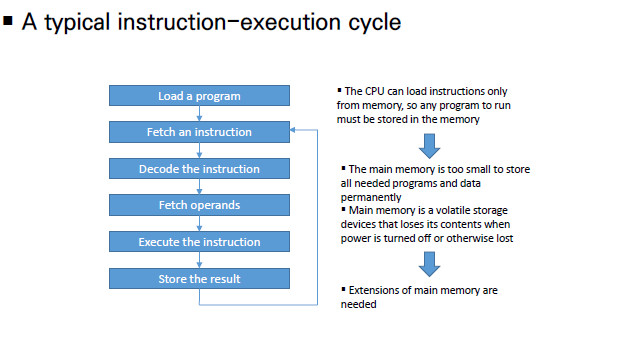 ▪ A typical instruction-execution cycle
Load a program
Fetch an instruction
Decode the instruction
Fetch operands
Execute the instruction
Store the result
▪ The CPU can load instructions only
from memory, so any program to run
must be stored in the memory
▪ The main memory is too small to store
all needed programs and data
permanently
▪ Main memory is a volatile storage
devices that loses its contents when
power is turned off or otherwise lost
▪ Extensions of main memory are
needed